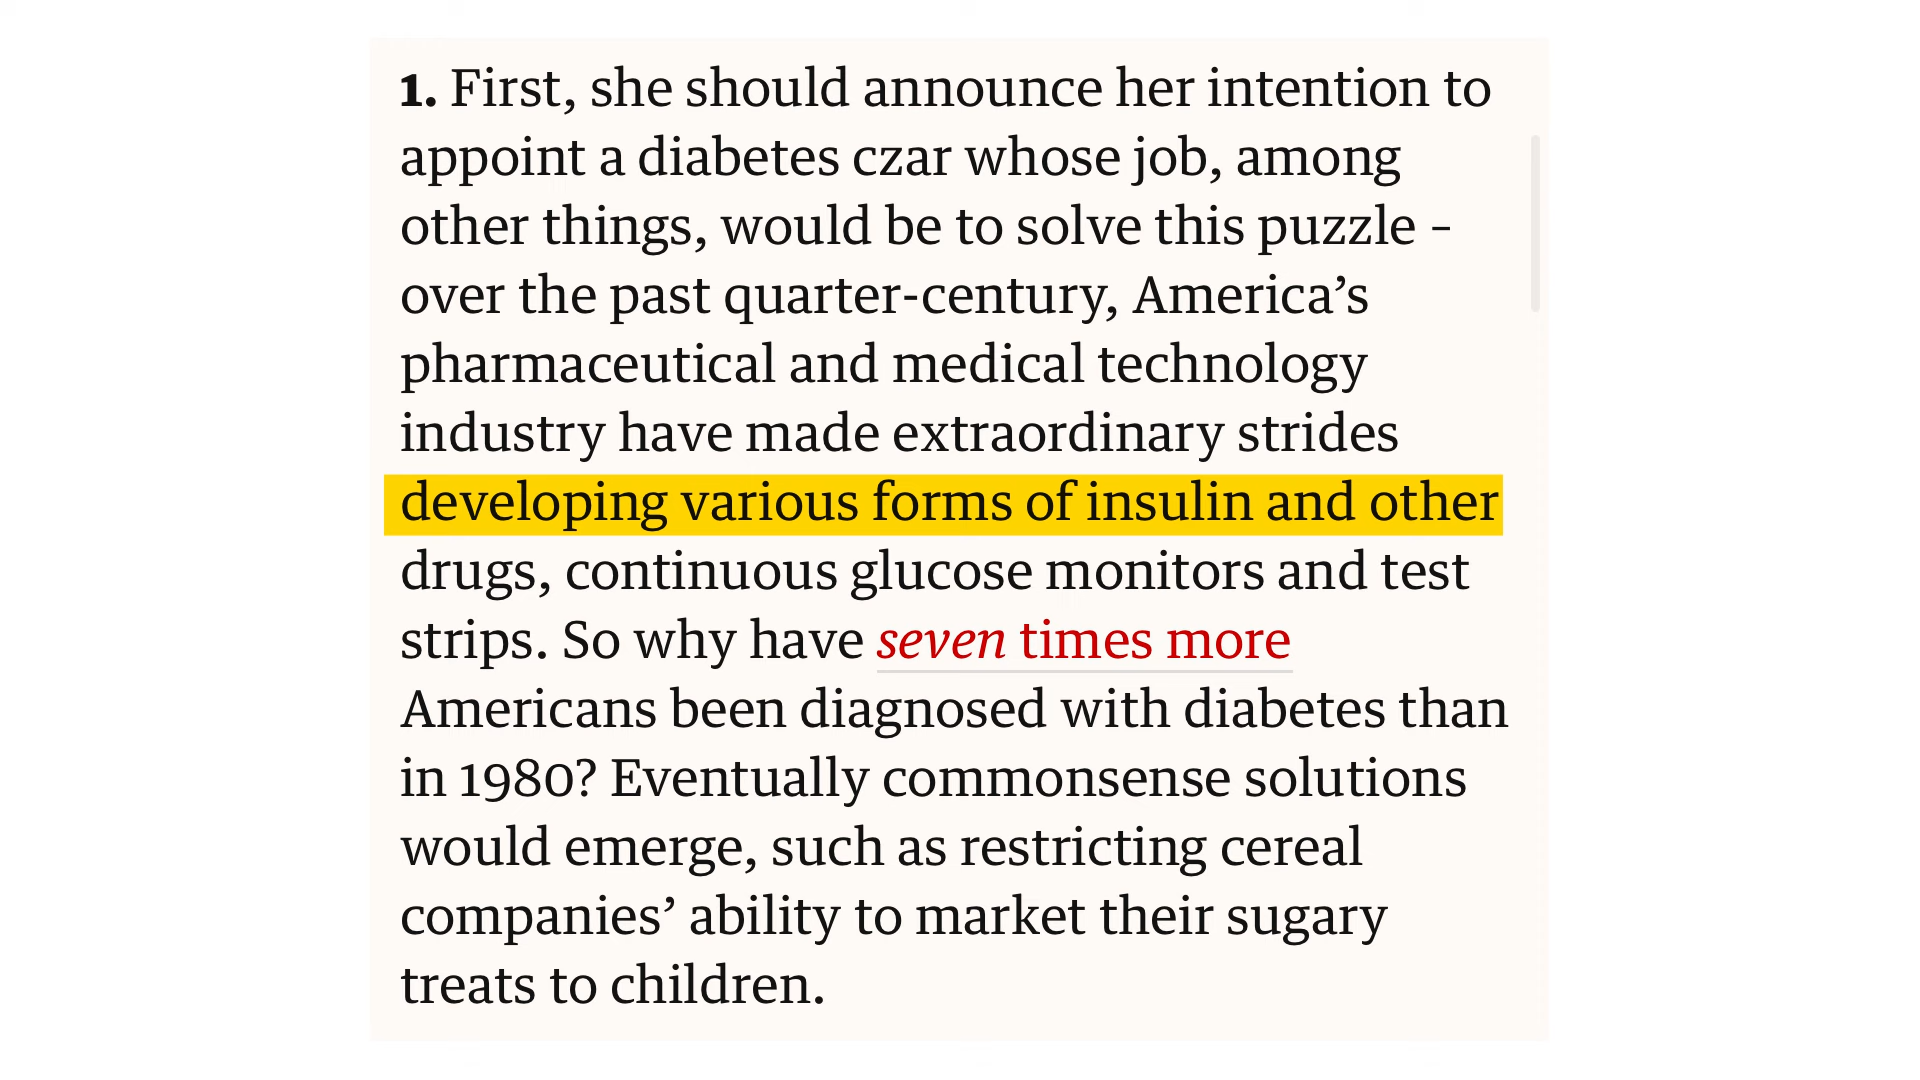 1. First, she should announce her intention to
appoint a diabetes czar whose job, among
other things, would be to solve this puzzle –
over the past quarter-century, America’s
pharmaceutical and medical technology
industry have made extraordinary strides
developing various forms of insulin and other
drugs, continuous glucose monitors and test
strips. So why have seven times more
Americans been diagnosed with diabetes than
in 1980? Eventually commonsense solutions
would emerge, such as restricting cereal
companies’ ability to market their sugary
treats to children.